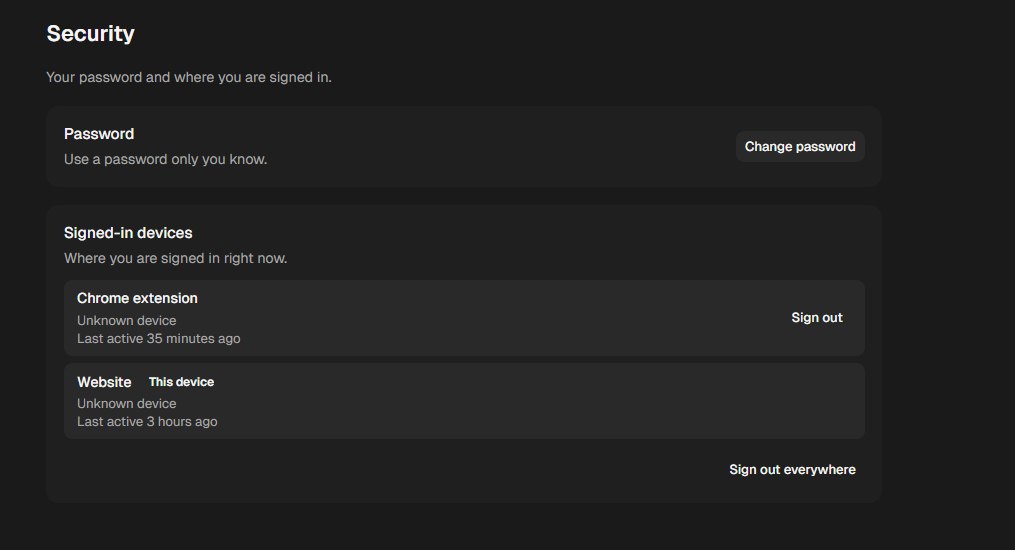 Security
Your password and where you are signed in.
Password
Use a password only you know.
Change password
Signed-in devices
Where you are signed in right now.
Chrome extension
Unknown device
Last active 35 minutes ago
Sign out
Website This device
Unknown device
Last active 3 hours ago
Sign out everywhere